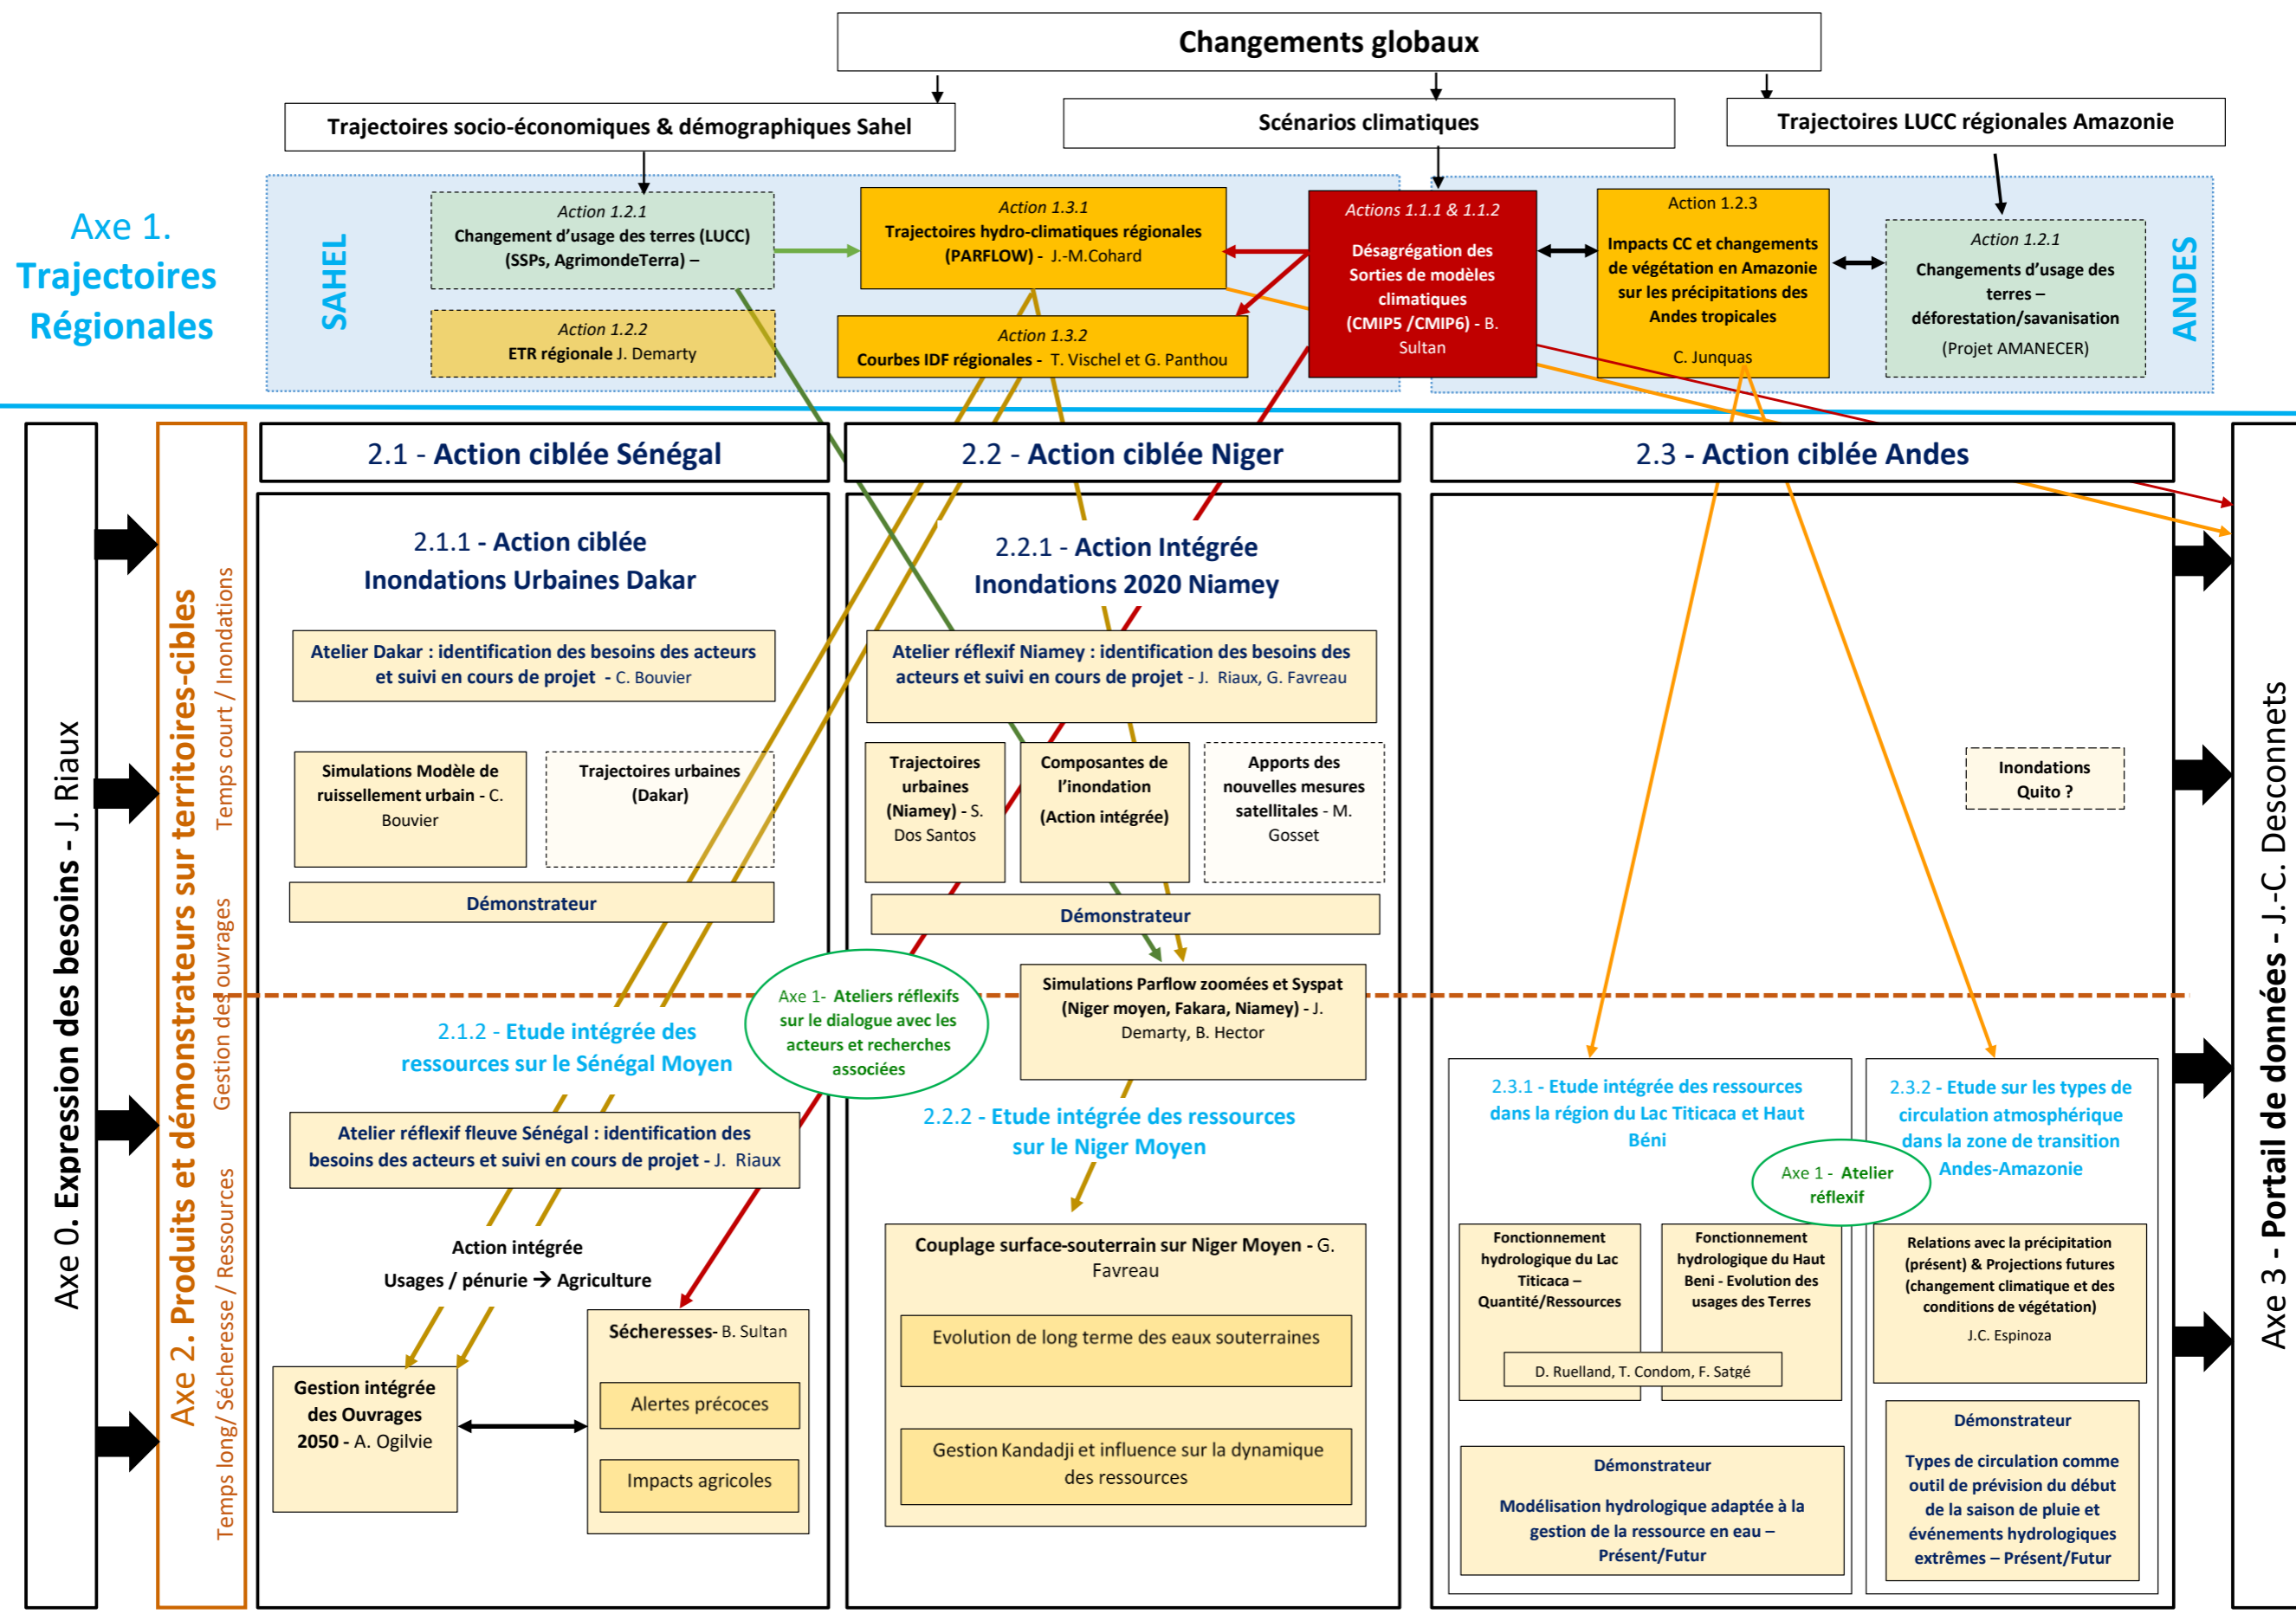 Changements globaux
Trajectoires socio-économiques & démographiques Sahel
Scénarios climatiques
Trajectoires LUCC régionales Amazonie
Axe 1.
Trajectoires
Régionales
SAHEL
Action 1.2.1
Changement d'usage des terres (LUCC)
(SSPs, AgrimondeTerra) –
Action 1.2.2
ETR régionale J. Demarty
Action 1.3.1
Trajectoires hydro-climatiques régionales
(PARFLOW) - J.-M.Cohard
Action 1.3.2
Courbes IDF régionales - T. Vischel et G. Panthou
Actions 1.1.1 & 1.1.2
Désagrégation des
Sorties de modèles
climatiques
(CMIP5 /CMIP6) - B.
Sultan
Action 1.2.3
Impacts CC et changements
de végétation en Amazonie
sur les précipitations des
Andes tropicales
C. Junquas
Action 1.2.1
Changements d'usage des
terres –
déforestation/savanisation
(Projet AMANECER)
ANDES
Axe 0. Expression des besoins - J. Riaux
Axe 2. Produits et démonstrateurs sur territoires-cibles
Temps court / Inondations
Gestion des ouvrages
Temps long/ Sécheresse / Ressources
2.1 - Action ciblée Sénégal
2.1.1 - Action ciblée
Inondations Urbaines Dakar
Atelier Dakar : identification des besoins des acteurs
et suivi en cours de projet - C. Bouvier
Simulations Modèle de
ruissellement urbain - C.
Bouvier
Trajectoires urbaines
(Dakar)
Démonstrateur
2.1.2 - Etude intégrée des
ressources sur le Sénégal Moyen
Atelier réflexif fleuve Sénégal : identification des
besoins des acteurs et suivi en cours de projet - J. Riaux
Action intégrée
Usages / pénurie → Agriculture
Gestion intégrée
des Ouvrages
2050 - A. Ogilvie
Sécheresses- B. Sultan
Alertes précoces
Impacts agricoles
Axe 1- Ateliers réflexifs
sur le dialogue avec les
acteurs et recherches
associées
2.2 - Action ciblée Niger
2.2.1 - Action Intégrée
Inondations 2020 Niamey
Atelier réflexif Niamey : identification des besoins des
acteurs et suivi en cours de projet - J. Riaux, G. Favreau
Trajectoires
urbaines
(Niamey) - S.
Dos Santos
Composantes de
l'inondation
(Action intégrée)
Apports des
nouvelles mesures
satellitales - M.
Gosset
Démonstrateur
Simulations Parflow zoomées et Syspat
(Niger moyen, Fakara, Niamey) - J.
Demarty, B. Hector
2.2.2 - Etude intégrée des ressources
sur le Niger Moyen
Couplage surface-souterrain sur Niger Moyen - G.
Favreau
Evolution de long terme des eaux souterraines
Gestion Kandadji et influence sur la dynamique
des ressources
2.3 - Action ciblée Andes
Inondations
Quito ?
2.3.1 - Etude intégrée des ressources
dans la région du Lac Titicaca et Haut
Béni
2.3.2 - Etude sur les types de
circulation atmosphérique
dans la zone de transition
Andes-Amazonie
Axe 1 - Atelier
réflexif
Fonctionnement
hydrologique du Lac
Titicaca –
Quantité/Ressources
Fonctionnement
hydrologique du Haut
Beni - Evolution des
usages des Terres
D. Ruelland, T. Condom, F. Satgé
Relations avec la précipitation
(présent) & Projections futures
(changement climatique et des
conditions de végétation)
J.C. Espinoza
Démonstrateur
Modélisation hydrologique adaptée à la
gestion de la ressource en eau –
Présent/Futur
Démonstrateur
Types de circulation comme
outil de prévision du début
de la saison de pluie et
événements hydrologiques
extrêmes – Présent/Futur
Axe 3 - Portail de données - J.-C. Desconnets